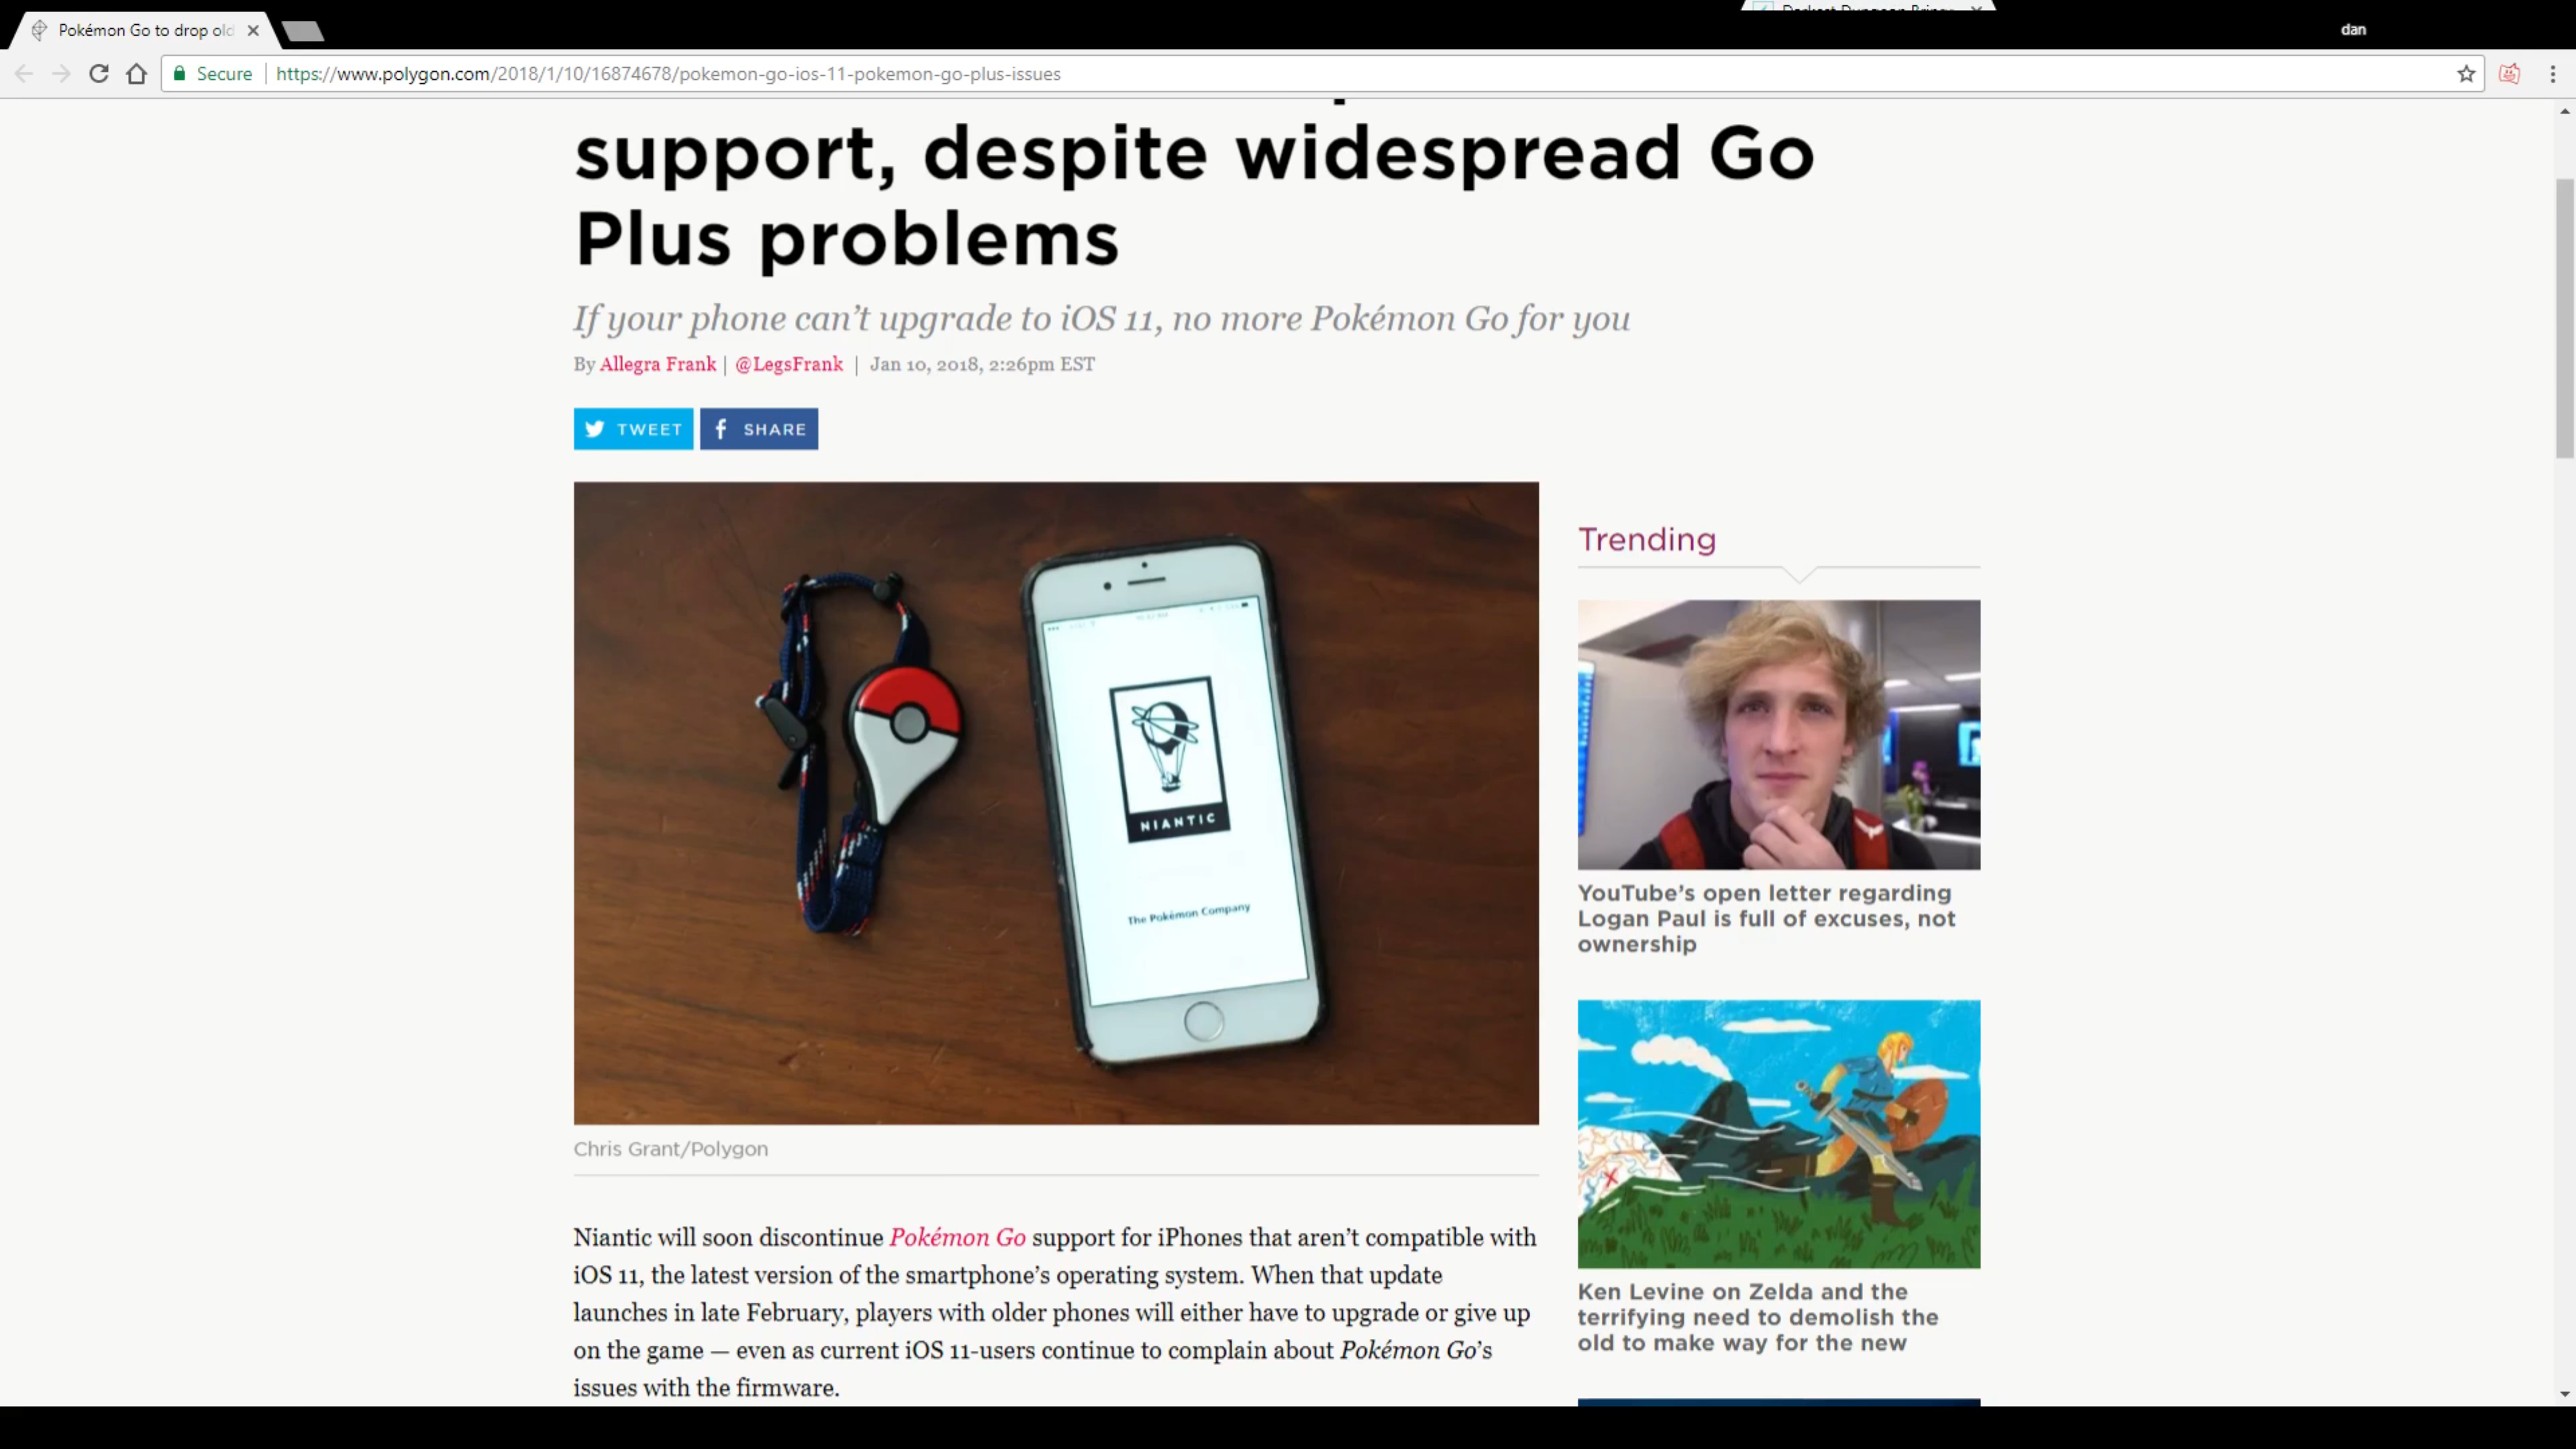 Pokémon Go to drop old
dan
Secure
https://www.polygon.com/2018/1/10/16874678/pokemon-go-ios-11-pokemon-go-plus-issues
support, despite widespread Go
Plus problems
If your phone can't upgrade to iOS 11, no more Pokémon Go for you
By Allegra Frank | @LegsFrank | Jan 10, 2018, 2:26pm EST
TWEET
SHARE
NIANTIC
The Pokémon Company
Chris Grant/Polygon
Niantic will soon discontinue Pokémon Go support for iPhones that aren't compatible with
iOS 11, the latest version of the smartphone's operating system. When that update
launches in late February, players with older phones will either have to upgrade or give up
on the game — even as current iOS 11-users continue to complain about Pokémon Go's
issues with the firmware.
Trending
YouTube's open letter regarding
Logan Paul is full of excuses, not
ownership
Ken Levine on Zelda and the
terrifying need to demolish the
old to make way for the new